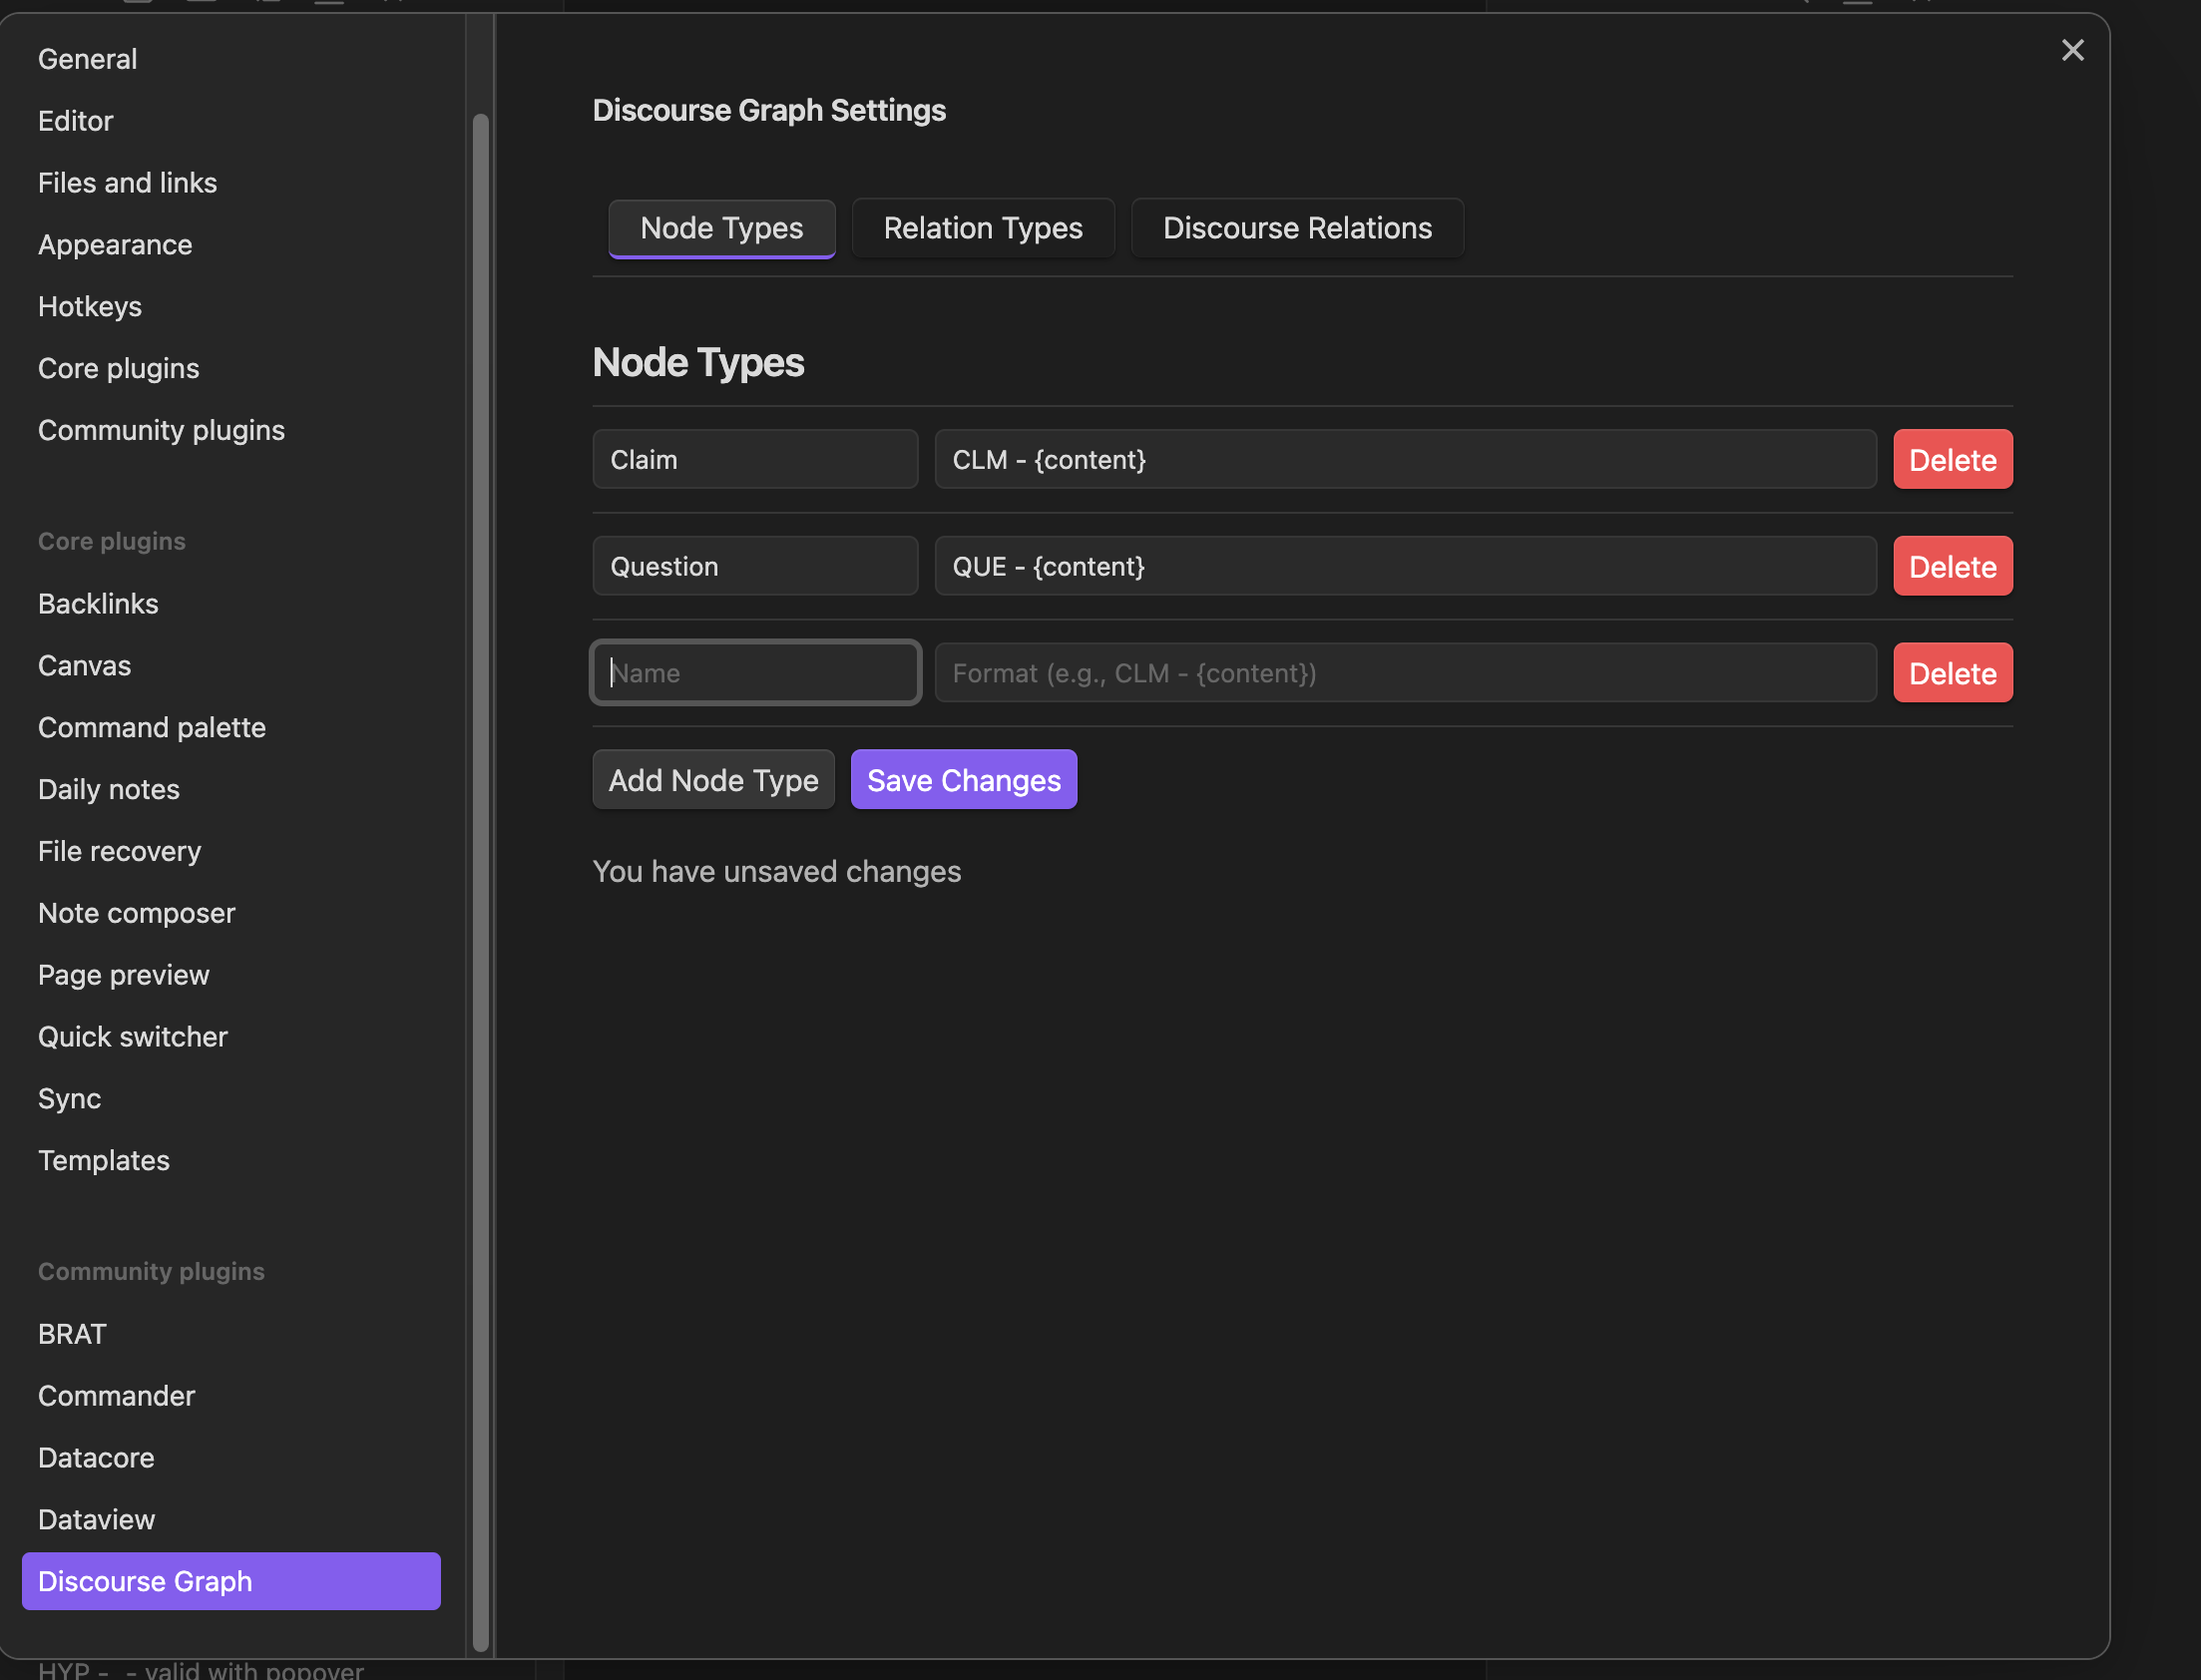 General
Editor
Files and links
Appearance
Hotkeys
Core plugins
Community plugins
Core plugins
Backlinks
Canvas
Command palette
Daily notes
File recovery
Note composer
Page preview
Quick switcher
Sync
Templates
Community plugins
BRAT
Commander
Datacore
Dataview
Discourse Graph
Discourse Graph Settings
Node Types Relation Types Discourse Relations
Node Types
Claim CLM - {content} Delete
Question QUE - {content} Delete
Name Format (e.g., CLM - {content}) Delete
Add Node Type Save Changes
You have unsaved changes
HYP - - valid with popover